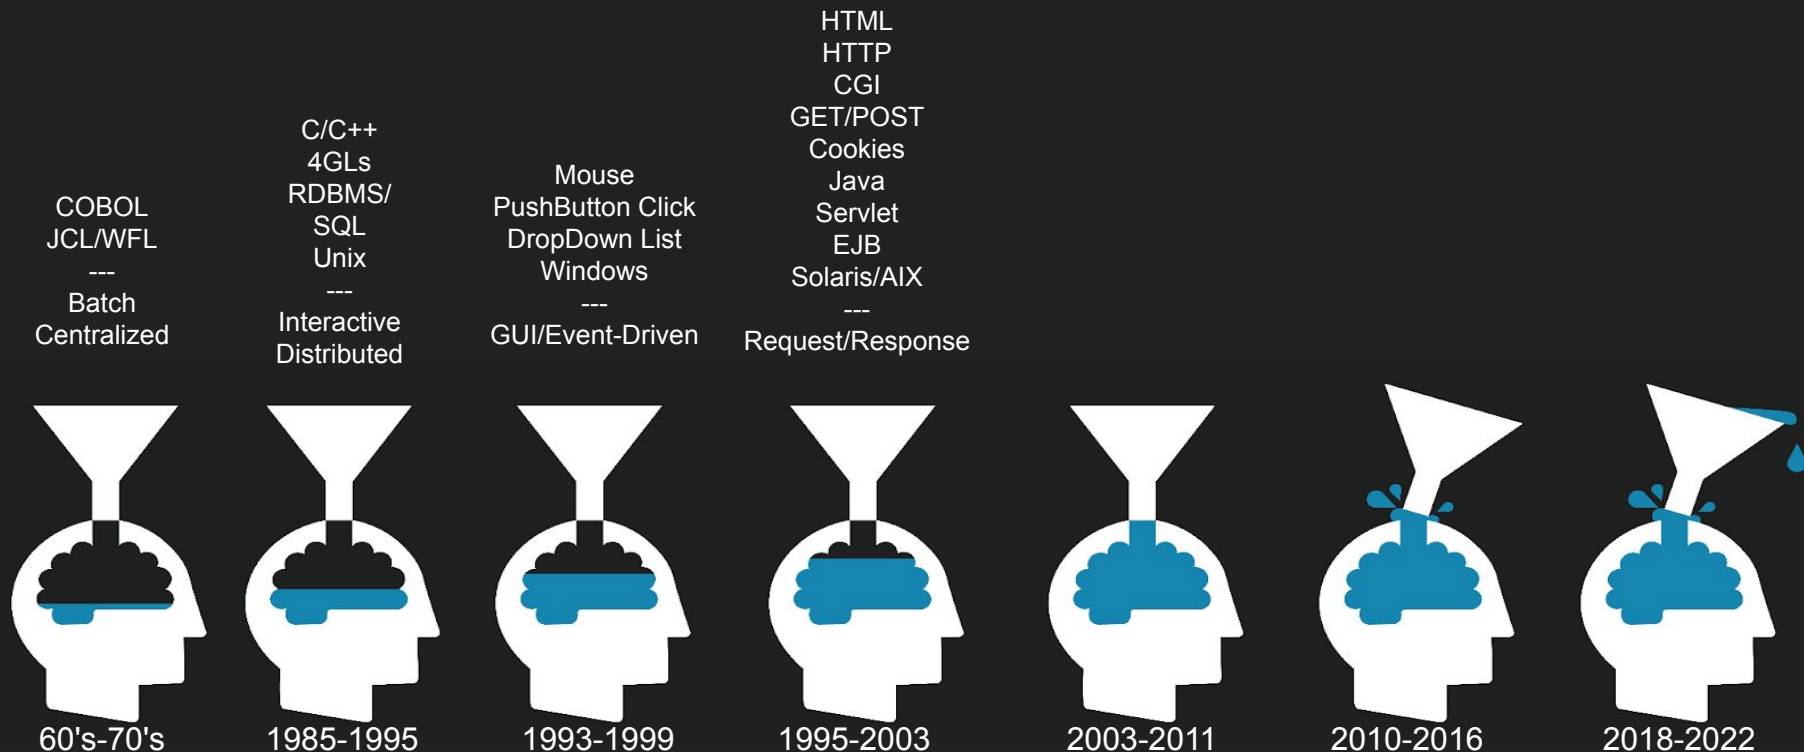 COBOL
JCL/WFL
---
Batch
Centralized
C/C++
4GLs
RDBMS/
SQL
Unix
---
Interactive
Distributed
Mouse
PushButton Click
DropDown List
Windows
---
GUI/Event-Driven
HTML
HTTP
CGI
GET/POST
Cookies
Java
Servlet
EJB
Solaris/AIX
---
Request/Response
60's-70's
1985-1995
1993-1999
1995-2003
2003-2011
2010-2016
2018-2022